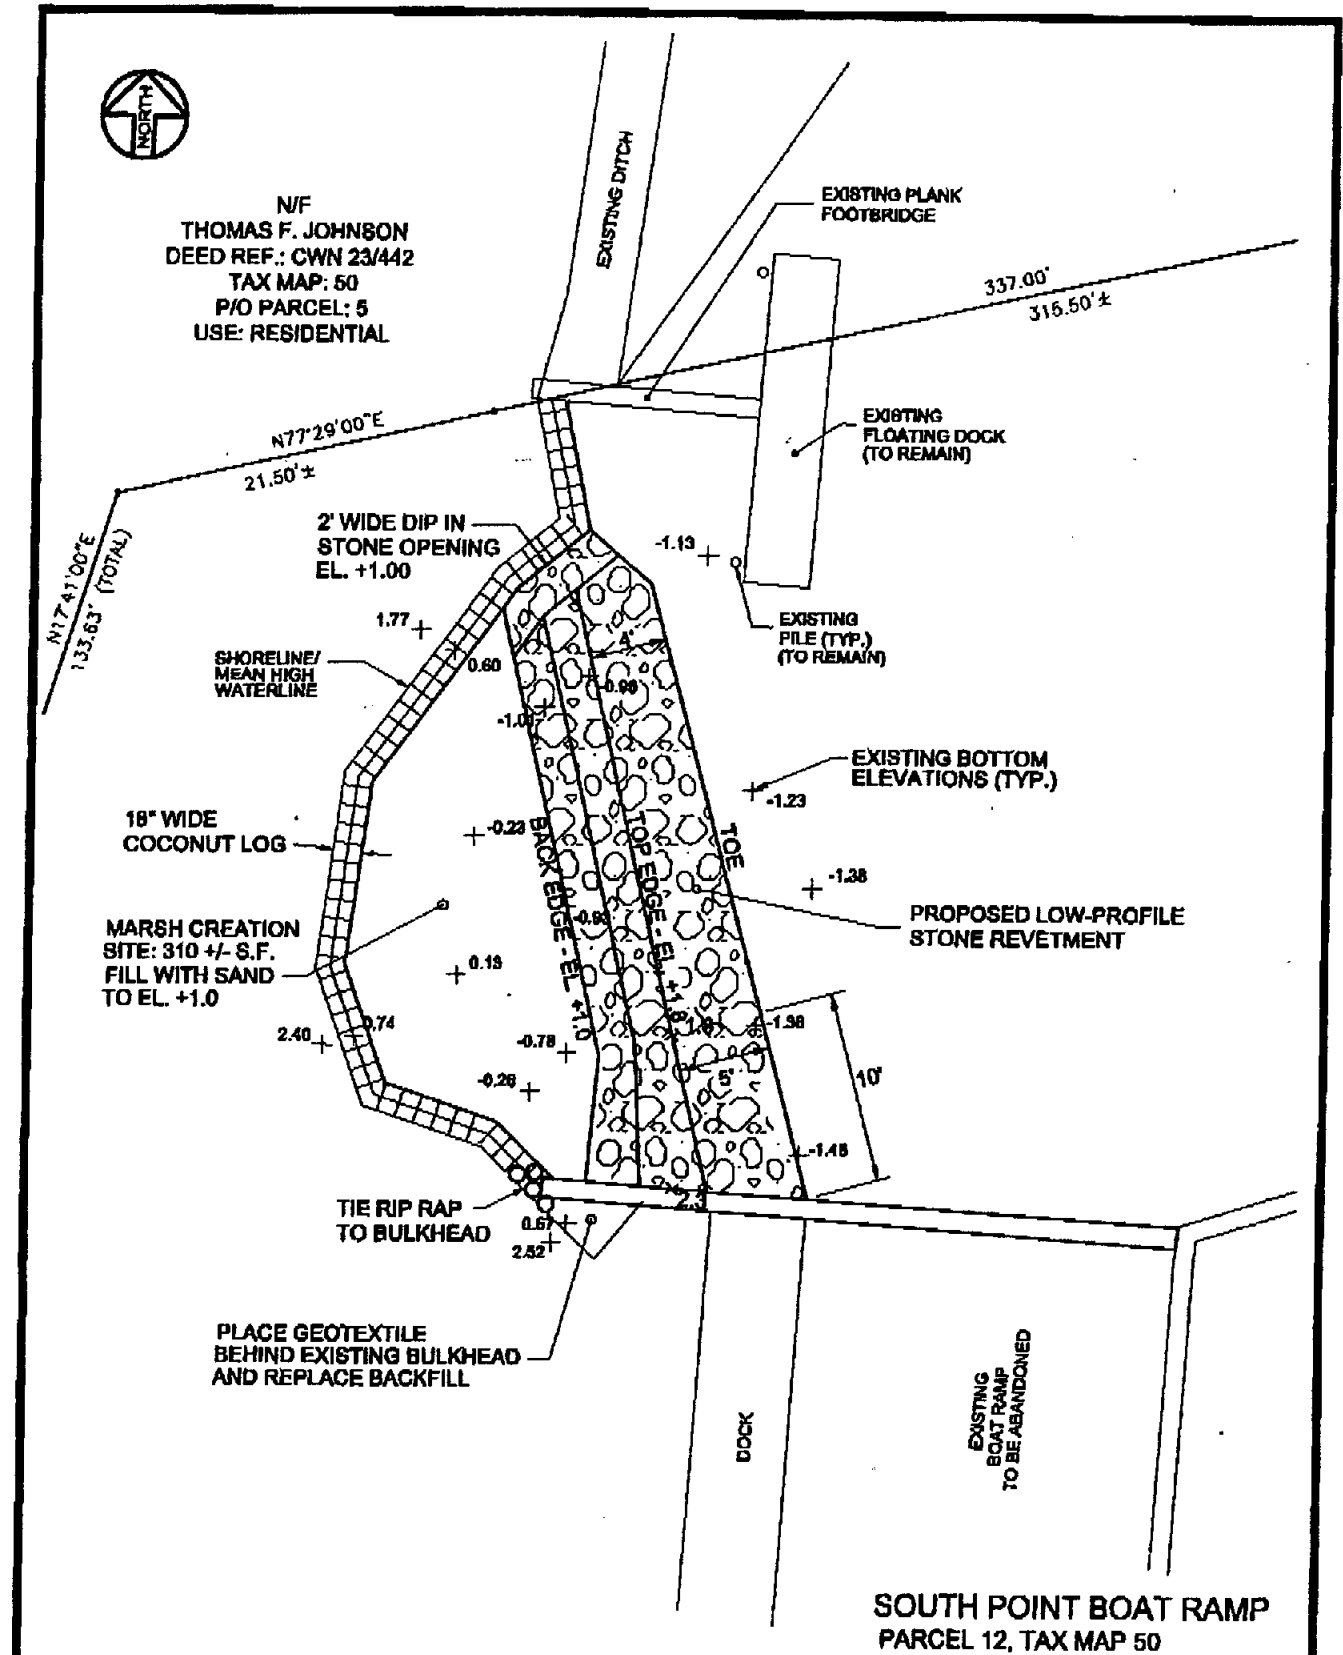 NORTH
N/F
THOMAS F. JOHNSON
DEED REF.: CWN 23/442
TAX MAP: 50
P/O PARCEL: 5
USE: RESIDENTIAL
EXISTING DITCH
EXISTING PLANK
FOOTBRIDGE
337.00'
315.50'±
N77°29'00"E
21.50'±
EXISTING
FLOATING DOCK
(TO REMAIN)
N17°41'00"E
133.63' (TOTAL)
2' WIDE DIP IN
STONE OPENING
EL. +1.00
-1.13
EXISTING
PILE (TYP.)
(TO REMAIN)
1.77
4'
SHORELINE/
MEAN HIGH
WATERLINE
0.60
EXISTING BOTTOM
ELEVATIONS (TYP.)
-1.23
18" WIDE
COCONUT LOG
-0.23
BACK EDGE - EL +1.0
TOP EDGE - EL +1.8
TOE
-1.38
PROPOSED LOW-PROFILE
STONE REVETMENT
MARSH CREATION
SITE: 310 +/- S.F.
FILL WITH SAND
TO EL. +1.0
0.13
2.40
0.74
-0.78
-1.38
-0.26
5'
10'
-1.45
TIE RIP RAP
TO BULKHEAD
0.67
2.52
PLACE GEOTEXTILE
BEHIND EXISTING BULKHEAD
AND REPLACE BACKFILL
DOCK
EXISTING
BOAT RAMP
TO BE ABANDONED
SOUTH POINT BOAT RAMP
PARCEL 12, TAX MAP 50